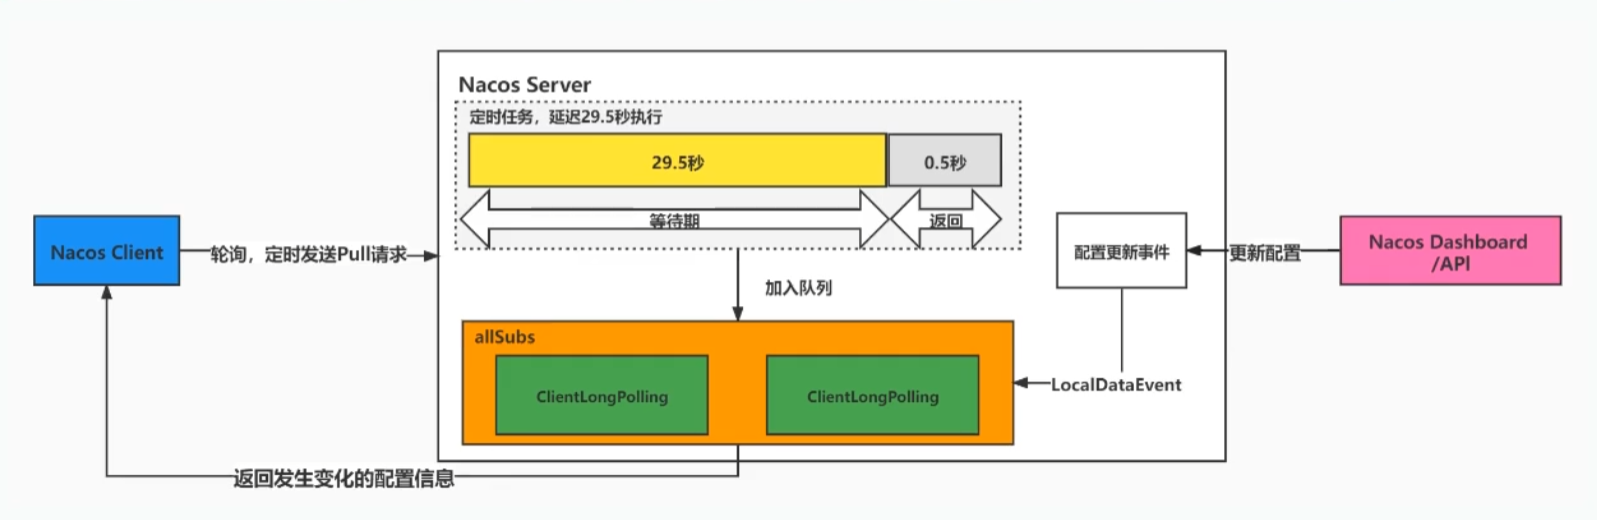 Nacos Server
定时任务，延迟29.5秒执行
29.5秒
0.5秒
等待期
返回
Nacos Client
轮询，定时发送Pull请求
加入队列
配置更新事件
更新配置
Nacos Dashboard
/API
allSubs
ClientLongPolling
ClientLongPolling
LocalDataEvent
返回发生变化的配置信息